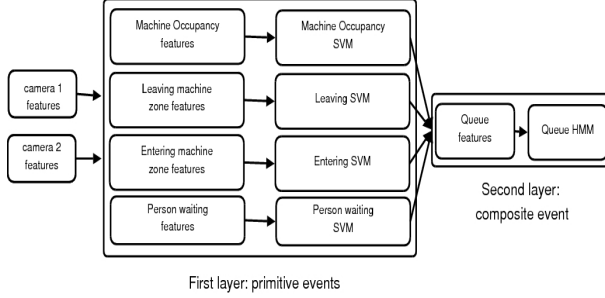 camera 1
features
camera 2
features
Machine Occupancy
features
Machine Occupancy
SVM
Leaving machine
zone features
Leaving SVM
Entering machine
zone features
Entering SVM
Person waiting
features
Person waiting
SVM
Queue
features
Queue HMM
Second layer:
composite event
First layer: primitive events